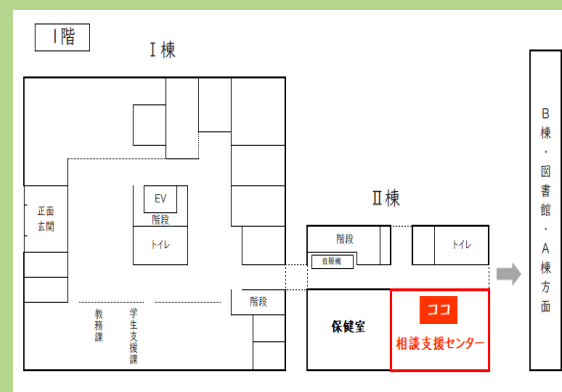 1階
Ⅰ棟
EV
階段
トイレ
正面
玄関
教務課
学生支援課
階段
Ⅱ棟
階段
自販機
トイレ
保健室
ココ
相談支援センター
B棟・図書館・A棟方面